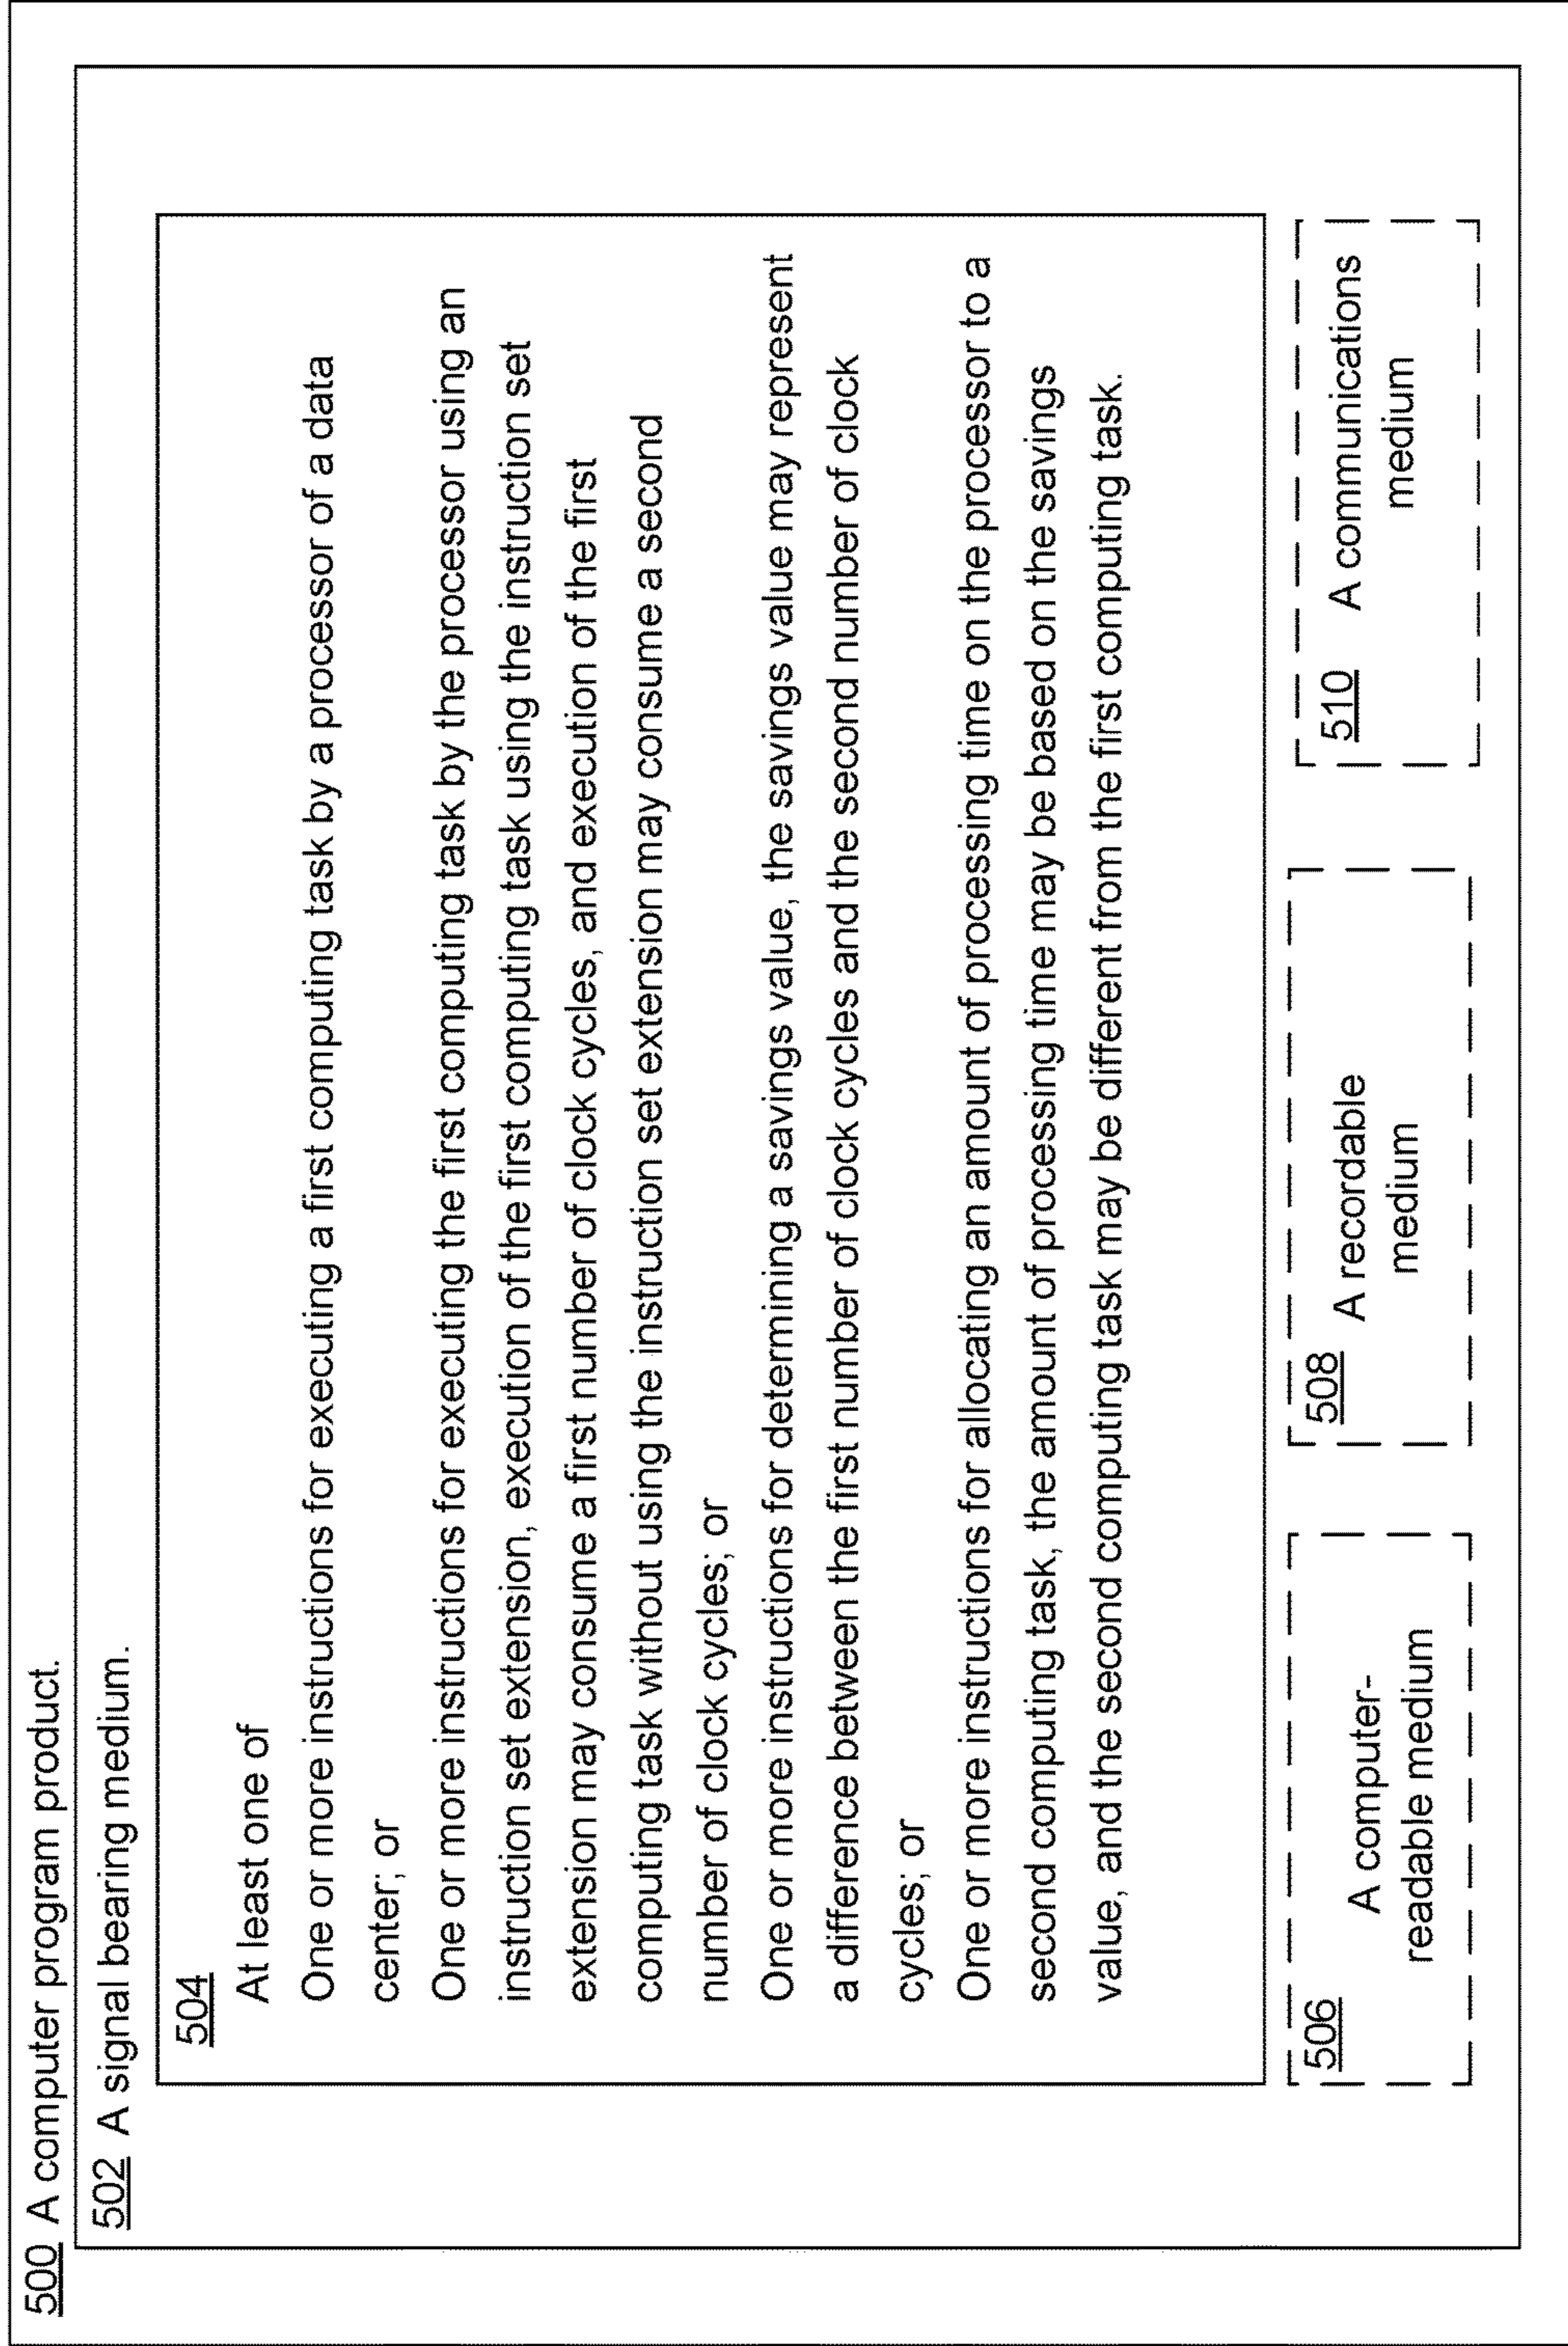 500 A computer program product.
502 A signal bearing medium.
504
At least one of
One or more instructions for executing a first computing task by a processor of a data
center; or
One or more instructions for executing the first computing task by the processor using an
instruction set extension, execution of the first computing task using the instruction set
extension may consume a first number of clock cycles, and execution of the first
computing task without using the instruction set extension may consume a second
number of clock cycles; or
One or more instructions for determining a savings value, the savings value may represent
a difference between the first number of clock cycles and the second number of clock
cycles; or
One or more instructions for allocating an amount of processing time on the processor to a
second computing task, the amount of processing time may be based on the savings
value, and the second computing task may be different from the first computing task.
506
A computer-
readable medium
508
A recordable
medium
510
A communications
medium